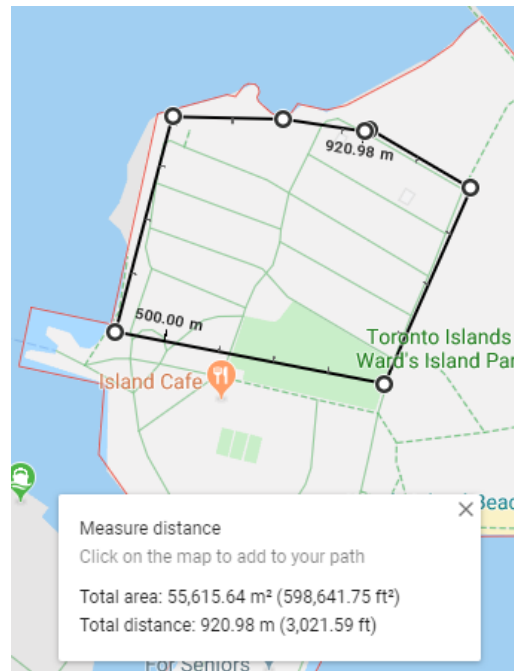 920.98 m
500.00 m
Toronto Islands
Ward's Island Par
Island Cafe
Beac
Measure distance
Click on the map to add to your path
Total area: 55,615.64 m² (598,641.75 ft²)
Total distance: 920.98 m (3,021.59 ft)
For Seniors